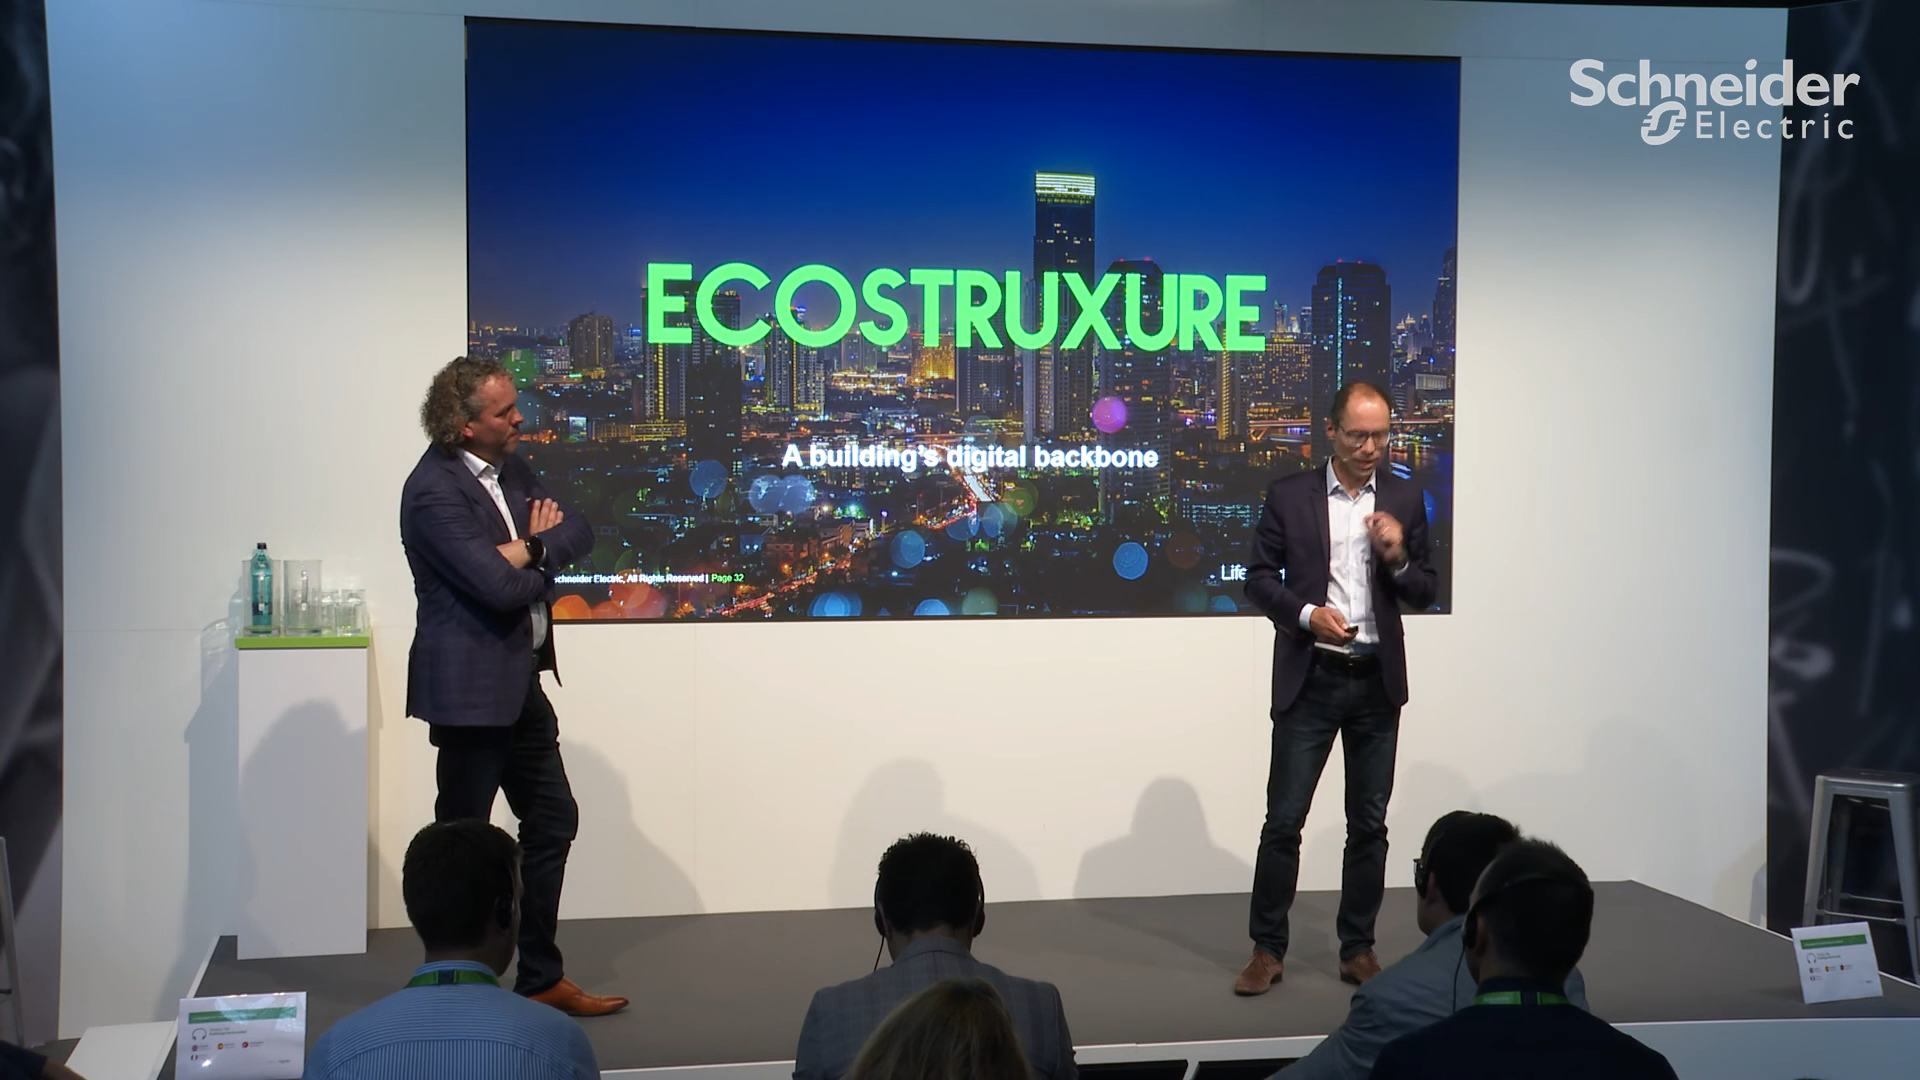 Schneider
Electric
ECOSTRUXURE
A building's digital backbone
Schneider Electric, All Rights Reserved | Page 32
Life